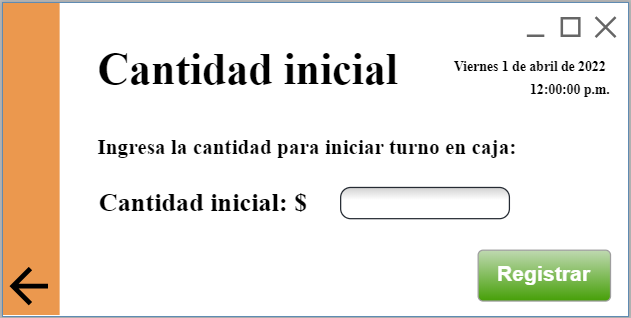 Cantidad inicial
Viernes 1 de abril de 2022
12:00:00 p.m.
Ingresa la cantidad para iniciar turno en caja:
Cantidad inicial: $
Registrar